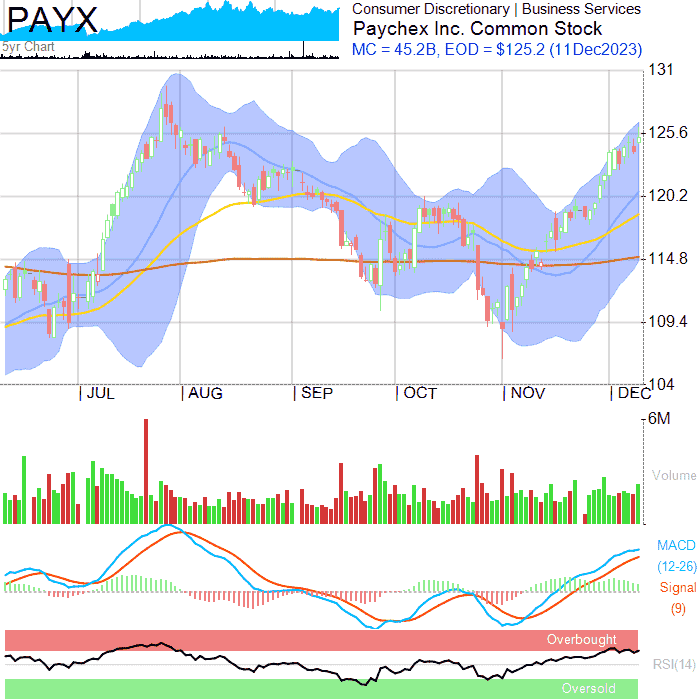 PAYX
5yr Chart
Consumer Discretionary | Business Services
Paychex Inc. Common Stock
MC = 45.2B, EOD = $125.2 (11Dec2023)
131
125.6
120.2
114.8
109.4
104
JUL AUG SEP OCT NOV DEC
6M
Volume
MACD
(12-26)
Signal
(9)
Overbought
RSI(14)
Oversold